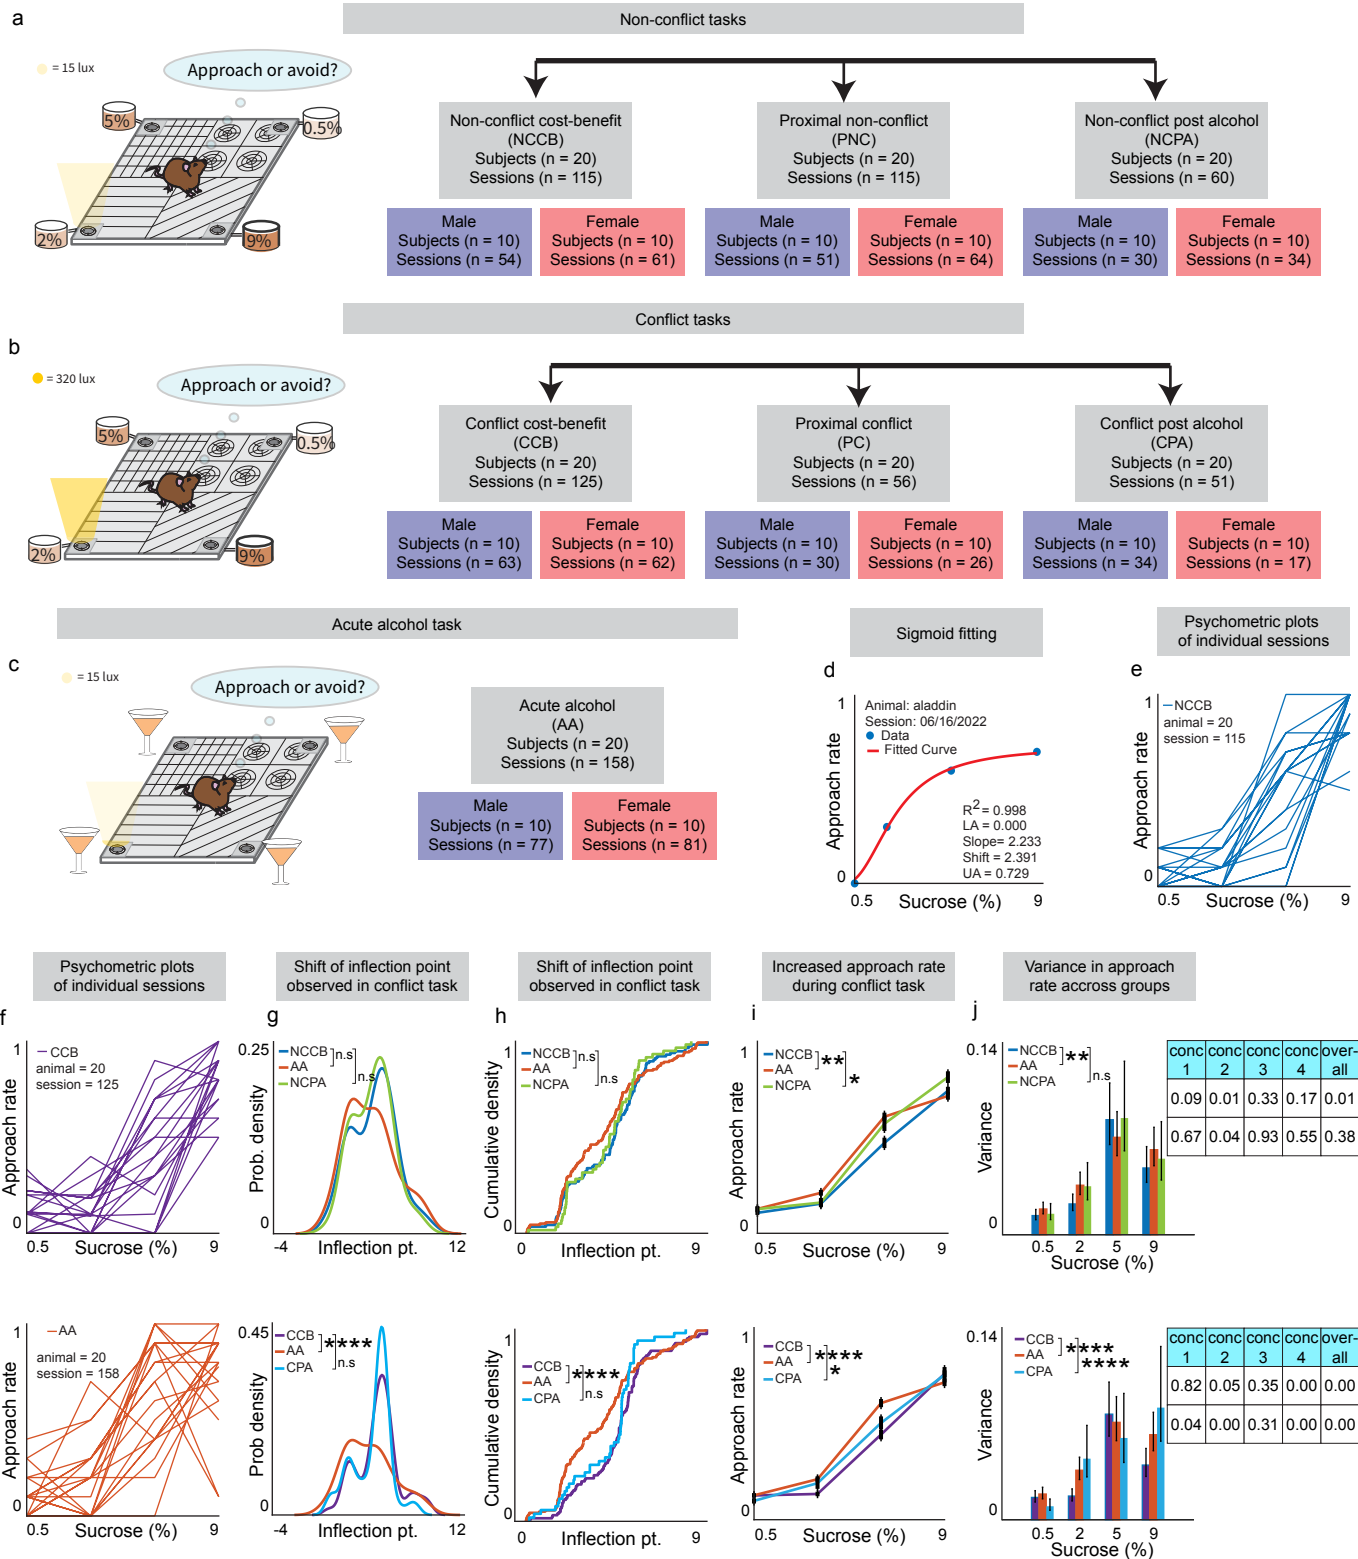 a
Non-conflict tasks
= 15 lux
Approach or avoid?
5%
0.5%
2%
9%
Non-conflict cost-benefit
(NCCB)
Subjects (n = 20)
Sessions (n = 115)
Proximal non-conflict
(PNC)
Subjects (n = 20)
Sessions (n = 115)
Non-conflict post alcohol
(NCPA)
Subjects (n = 20)
Sessions (n = 60)
Male
Subjects (n = 10)
Sessions (n = 54)
Female
Subjects (n = 10)
Sessions (n = 61)
Male
Subjects (n = 10)
Sessions (n = 51)
Female
Subjects (n = 10)
Sessions (n = 64)
Male
Subjects (n = 10)
Sessions (n = 30)
Female
Subjects (n = 10)
Sessions (n = 34)
Conflict tasks
b
= 320 lux
Approach or avoid?
5%
0.5%
2%
9%
Conflict cost-benefit
(CCB)
Subjects (n = 20)
Sessions (n = 125)
Proximal conflict
(PC)
Subjects (n = 20)
Sessions (n = 56)
Conflict post alcohol
(CPA)
Subjects (n = 20)
Sessions (n = 51)
Male
Subjects (n = 10)
Sessions (n = 63)
Female
Subjects (n = 10)
Sessions (n = 62)
Male
Subjects (n = 10)
Sessions (n = 30)
Female
Subjects (n = 10)
Sessions (n = 26)
Male
Subjects (n = 10)
Sessions (n = 34)
Female
Subjects (n = 10)
Sessions (n = 17)
Acute alcohol task
c
= 15 lux
Approach or avoid?
Acute alcohol
(AA)
Subjects (n = 20)
Sessions (n = 158)
Male
Subjects (n = 10)
Sessions (n = 77)
Female
Subjects (n = 10)
Sessions (n = 81)
Sigmoid fitting
d
1
Animal: aladdin
Session: 06/16/2022
Data
Fitted Curve
R2 = 0.998
LA = 0.000
Slope= 2.233
Shift = 2.391
UA = 0.729
Approach rate
0
0.5
Sucrose (%)
9
Psychometric plots
of individual sessions
e
1
NCCB
animal = 20
session = 115
Approach rate
0
0.5
Sucrose (%)
9
Psychometric plots
of individual sessions
f
1
CCB
animal = 20
session = 125
Approach rate
0
0.5
Sucrose (%)
9
Shift of inflection point
observed in conflict task
g
0.25
NCCB
AA
NCPA
n.s
n.s
Prob. density
0
-4
Inflection pt.
12
Shift of inflection point
observed in conflict task
h
1
NCCB
AA
NCPA
n.s
n.s
Cumulative density
0
0
Inflection pt.
9
Increased approach rate
during conflict task
i
1
NCCB
AA
NCPA
**
*
Approach rate
0
0.5
Sucrose (%)
9
Variance in approach
rate accross groups
j
0.14
NCCB
AA
NCPA
**
n.s
Variance
0
0.5 2 5 9
Sucrose (%)
conc 1 conc 2 conc 3 conc 4 over-all
0.09 0.01 0.33 0.17 0.01
0.67 0.04 0.93 0.55 0.38
1
AA
animal = 20
session = 158
Approach rate
0
0.5
Sucrose (%)
9
0.45
CCB
AA
CPA
****
n.s
Prob density
0
-4
Inflection pt.
12
1
CCB
AA
CPA
****
n.s
Cumulative density
0
0
Inflection pt.
9
1
CCB
AA
CPA
****
*
Approach rate
0
0.5
Sucrose (%)
9
0.14
CCB
AA
CPA
****
****
Variance
0
0.5 2 5 9
Sucrose (%)
conc 1 conc 2 conc 3 conc 4 over-all
0.82 0.05 0.35 0.00 0.00
0.04 0.00 0.31 0.00 0.00